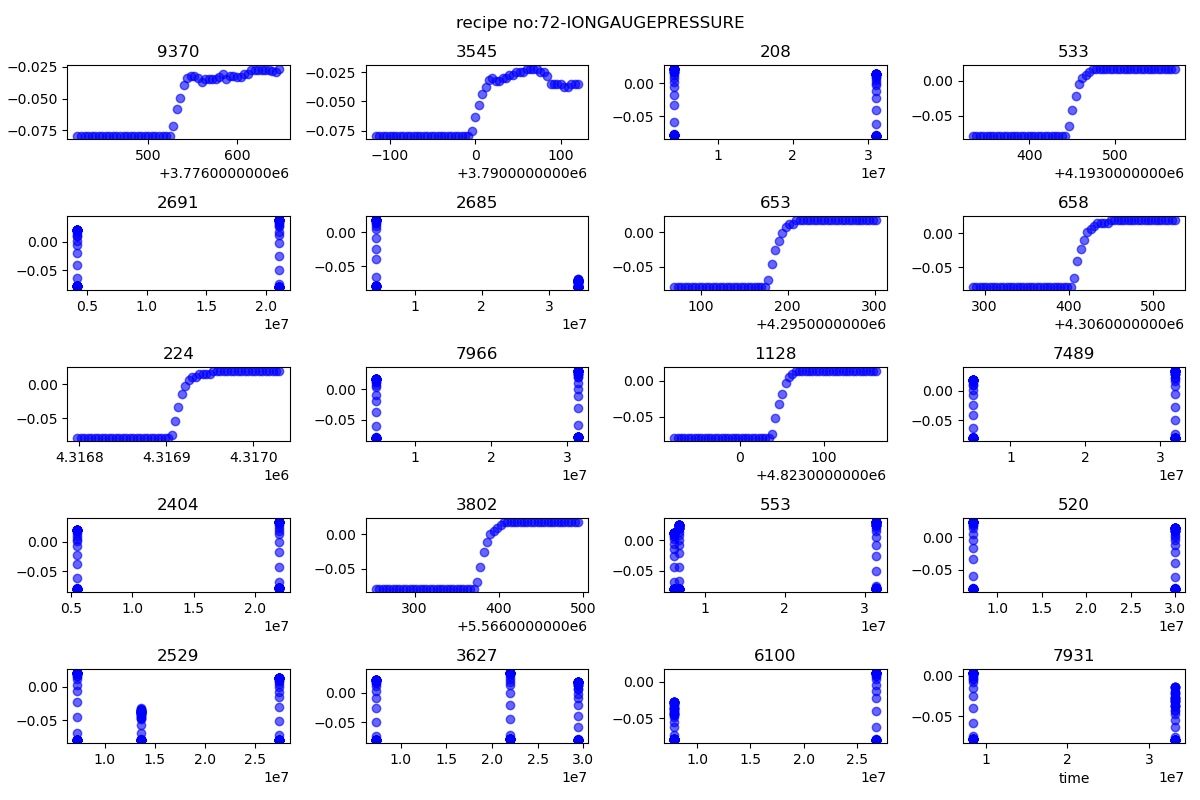 recipe no:72-IONGAUGEPRESSURE
9370 3545 208 533
−0.025 −0.050 −0.075 500 600 +3.7760000000e6
−0.025 −0.050 −0.075 −100 0 100 +3.7900000000e6
0.00 −0.05 1 2 3 1e7
0.00 −0.05 400 500 +4.1930000000e6
2691 2685 653 658
0.00 −0.05 0.5 1.0 1.5 2.0 1e7
0.00 −0.05 1 2 3 1e7
0.00 −0.05 100 200 300 +4.2950000000e6
0.00 −0.05 300 400 500 +4.3060000000e6
224 7966 1128 7489
0.00 −0.05 4.3168 4.3169 4.3170 1e6
0.00 −0.05 1 2 3 1e7
0.00 −0.05 0 100 +4.8230000000e6
0.00 −0.05 1 2 3 1e7
2404 3802 553 520
0.00 −0.05 0.5 1.0 1.5 2.0 1e7
0.00 −0.05 300 400 500 +5.5660000000e6
0.00 −0.05 1 2 3 1e7
0.00 −0.05 1.0 1.5 2.0 2.5 3.0 1e7
2529 3627 6100 7931
0.00 −0.05 1.0 1.5 2.0 2.5 1e7
0.00 −0.05 1.0 1.5 2.0 2.5 3.0 1e7
0.00 −0.05 1.0 1.5 2.0 2.5 1e7
0.00 −0.05 1 2 3 1e7
time